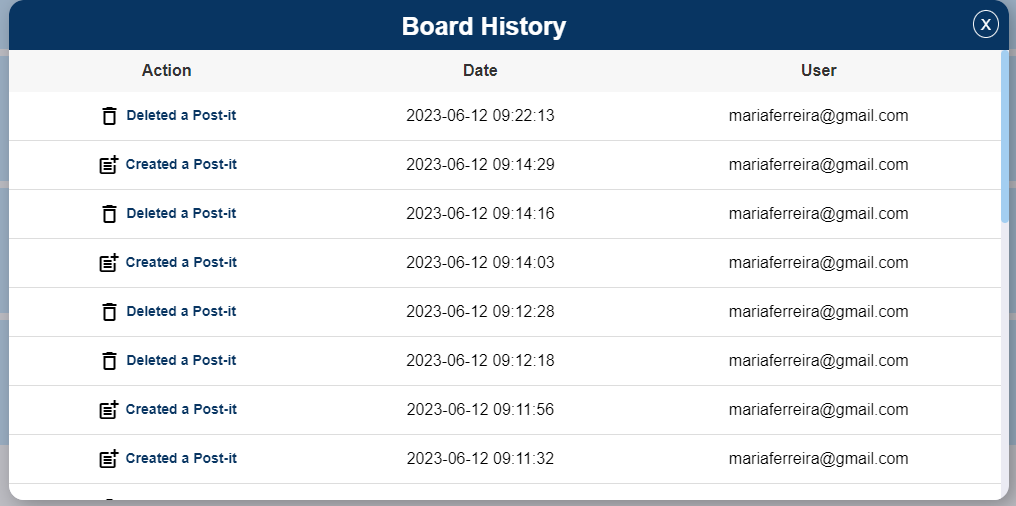 Board History
X
Action Date User
Deleted a Post-it 2023-06-12 09:22:13 mariaferreira@gmail.com
Created a Post-it 2023-06-12 09:14:29 mariaferreira@gmail.com
Deleted a Post-it 2023-06-12 09:14:16 mariaferreira@gmail.com
Created a Post-it 2023-06-12 09:14:03 mariaferreira@gmail.com
Deleted a Post-it 2023-06-12 09:12:28 mariaferreira@gmail.com
Deleted a Post-it 2023-06-12 09:12:18 mariaferreira@gmail.com
Created a Post-it 2023-06-12 09:11:56 mariaferreira@gmail.com
Created a Post-it 2023-06-12 09:11:32 mariaferreira@gmail.com